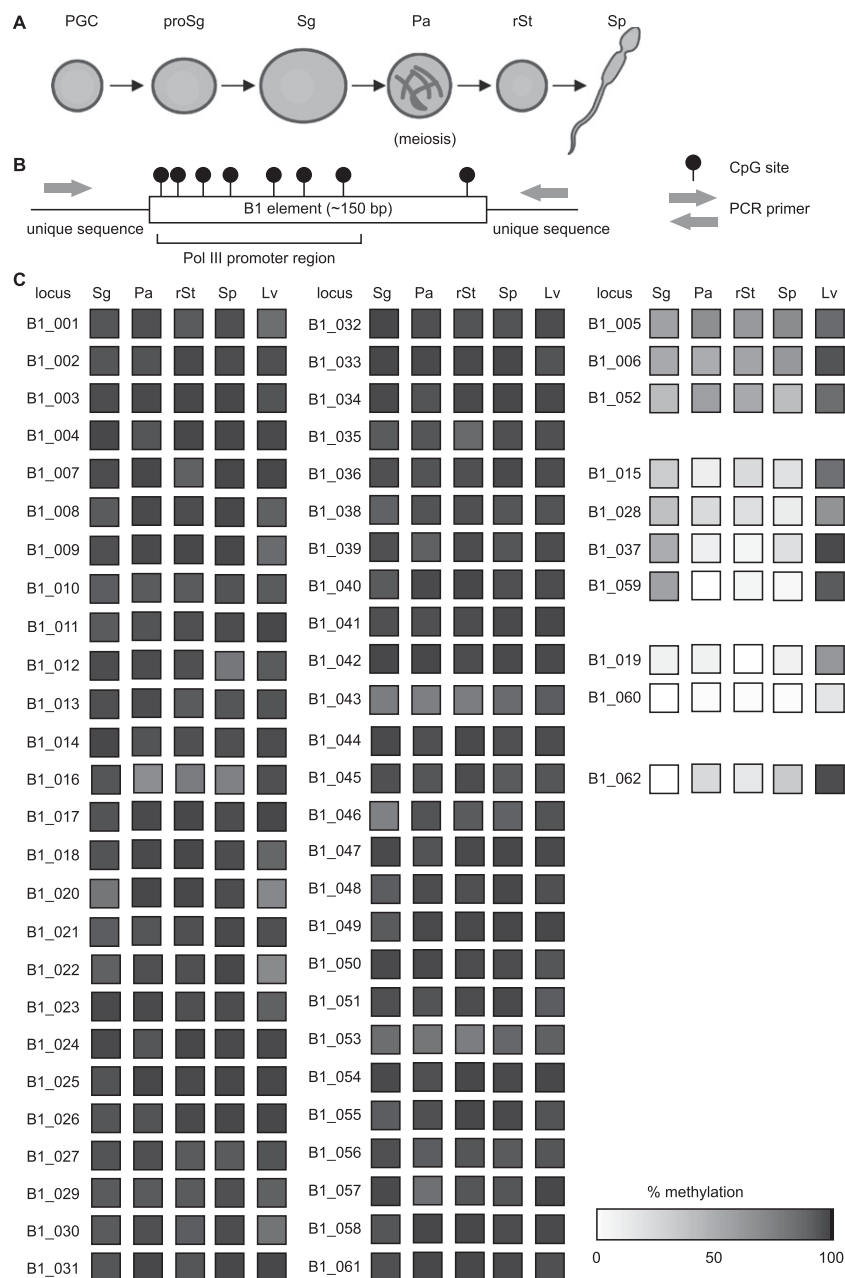 A
PGC proSg Sg Pa rSt Sp
(meiosis)
B
CpG site
B1 element (~150 bp)
PCR primer
unique sequence unique sequence
Pol III promoter region
C
locus Sg Pa rSt Sp Lv
B1_001
B1_002
B1_003
B1_004
B1_007
B1_008
B1_009
B1_010
B1_011
B1_012
B1_013
B1_014
B1_016
B1_017
B1_018
B1_020
B1_021
B1_022
B1_023
B1_024
B1_025
B1_026
B1_027
B1_029
B1_030
B1_031
locus Sg Pa rSt Sp Lv
B1_032
B1_033
B1_034
B1_035
B1_036
B1_038
B1_039
B1_040
B1_041
B1_042
B1_043
B1_044
B1_045
B1_046
B1_047
B1_048
B1_049
B1_050
B1_051
B1_053
B1_054
B1_055
B1_056
B1_057
B1_058
B1_061
locus Sg Pa rSt Sp Lv
B1_005
B1_006
B1_052
B1_015
B1_028
B1_037
B1_059
B1_019
B1_060
B1_062
% methylation
0 50 100